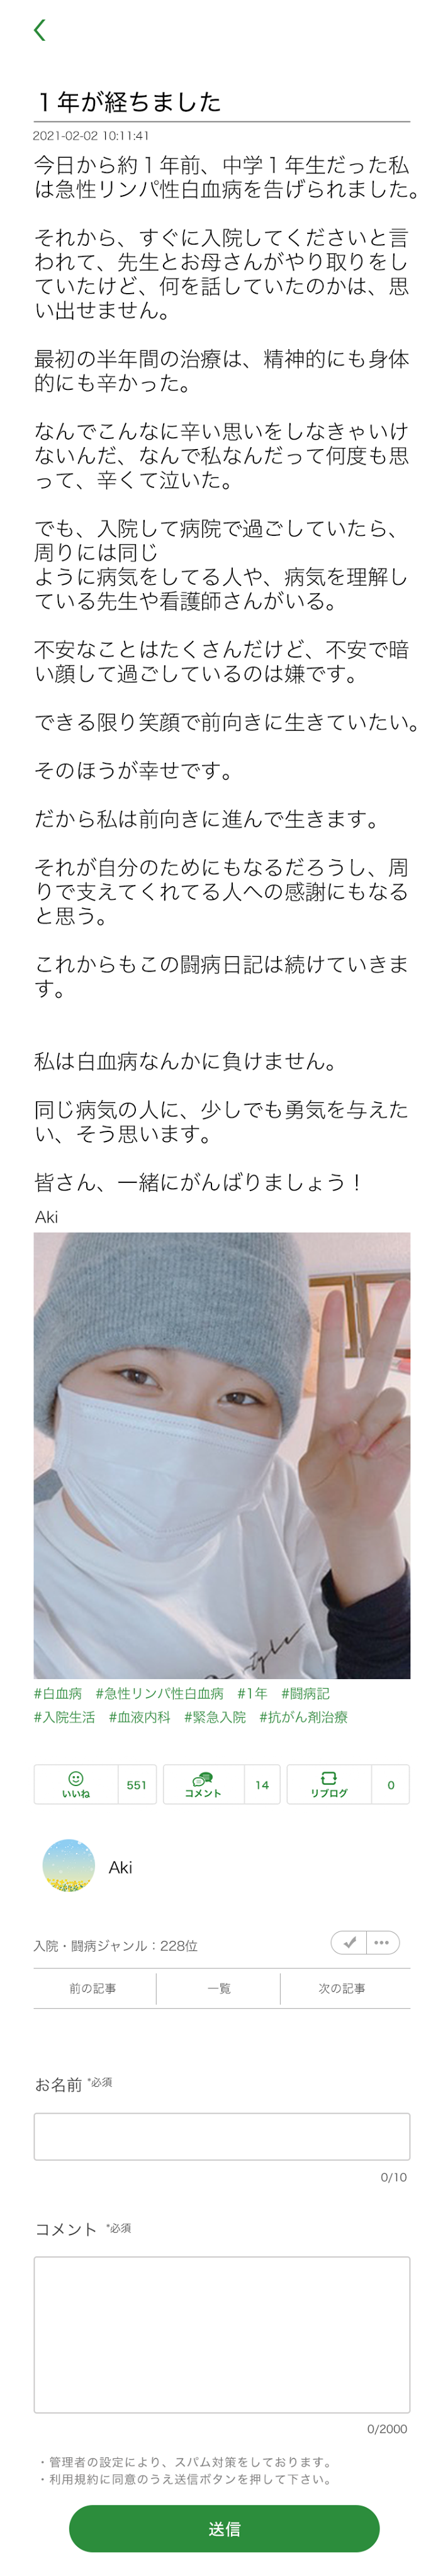 １年が経ちました
2021-02-02 10:11:41
今日から約１年前、中学１年生だった私
は急性リンパ性白血病を告げられました。
それから、すぐに入院してくださいと言
われて、先生とお母さんがやり取りをし
ていたけど、何を話していたのかは、思
い出せません。
最初の半年間の治療は、精神的にも身体
的にも辛かった。
なんでこんなに辛い思いをしなきゃいけ
ないんだ、なんで私なんだって何度も思
って、辛くて泣いた。
でも、入院して病院で過ごしていたら、
周りには同じ
ように病気をしてる人や、病気を理解し
ている先生や看護師さんがいる。
不安なことはたくさんだけど、不安で暗
い顔して過ごしているのは嫌です。
できる限り笑顔で前向きに生きていたい。
そのほうが幸せです。
だから私は前向きに進んで生きます。
それが自分のためにもなるだろうし、周
りで支えてくれてる人への感謝にもなる
と思う。
これからもこの闘病日記は続けていきま
す。
私は白血病なんかに負けません。
同じ病気の人に、少しでも勇気を与えた
い、そう思います。
皆さん、一緒にがんばりましょう！
Aki
#白血病 #急性リンパ性白血病 #1年 #闘病記
#入院生活 #血液内科 #緊急入院 #抗がん剤治療
いいね 551 コメント 14 リブログ 0
Aki
入院・闘病ジャンル：228位
前の記事 一覧 次の記事
お名前 *必須
0/10
コメント *必須
0/2000
・管理者の設定により、スパム対策をしております。
・利用規約に同意のうえ送信ボタンを押して下さい。
送信